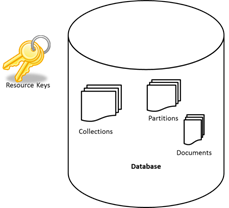 Resource Keys
Collections
Partitions
Documents
Database